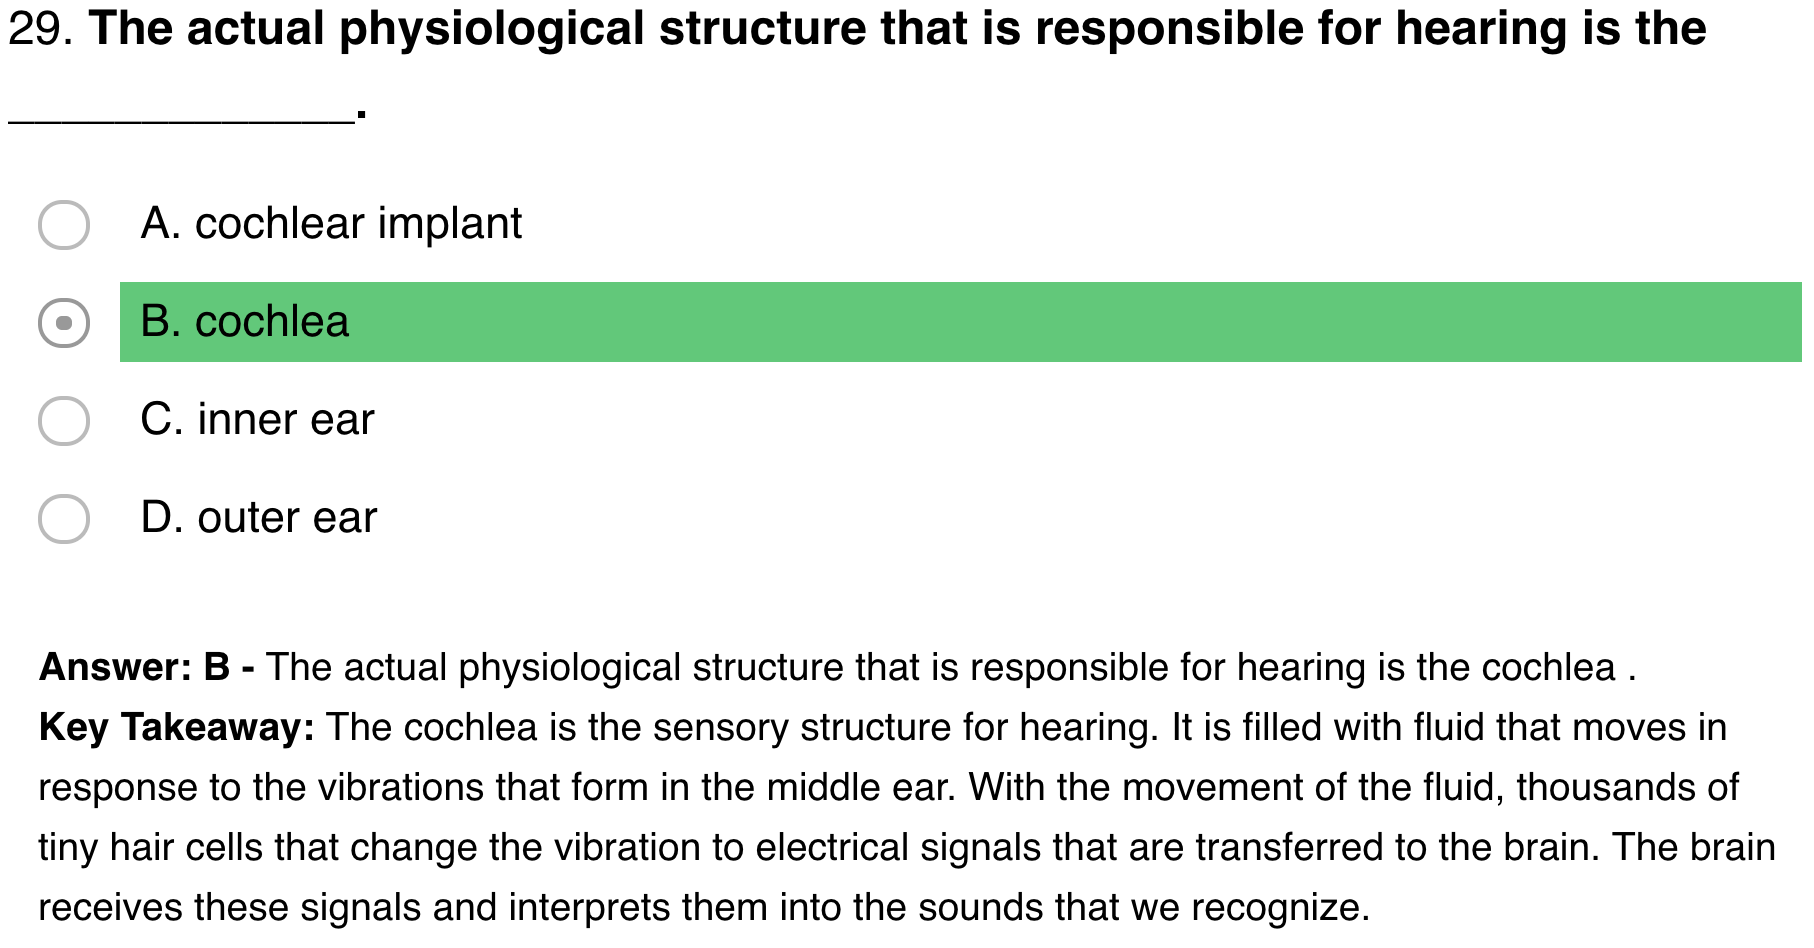 29. The actual physiological structure that is responsible for hearing is the
_____________.
A. cochlear implant
B. cochlea
C. inner ear
D. outer ear
Answer: B - The actual physiological structure that is responsible for hearing is the cochlea .
Key Takeaway: The cochlea is the sensory structure for hearing. It is filled with fluid that moves in
response to the vibrations that form in the middle ear. With the movement of the fluid, thousands of
tiny hair cells that change the vibration to electrical signals that are transferred to the brain. The brain
receives these signals and interprets them into the sounds that we recognize.